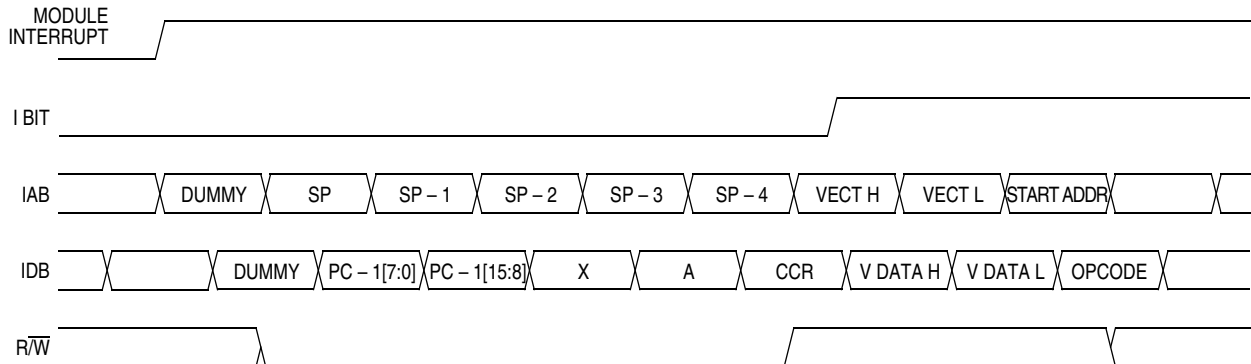 MODULE
INTERRUPT
I BIT
IAB DUMMY SP SP – 1 SP – 2 SP – 3 SP – 4 VECT H VECT L START ADDR
IDB DUMMY PC – 1[7:0] PC – 1[15:8] X A CCR V DATA H V DATA L OPCODE
R/W̅